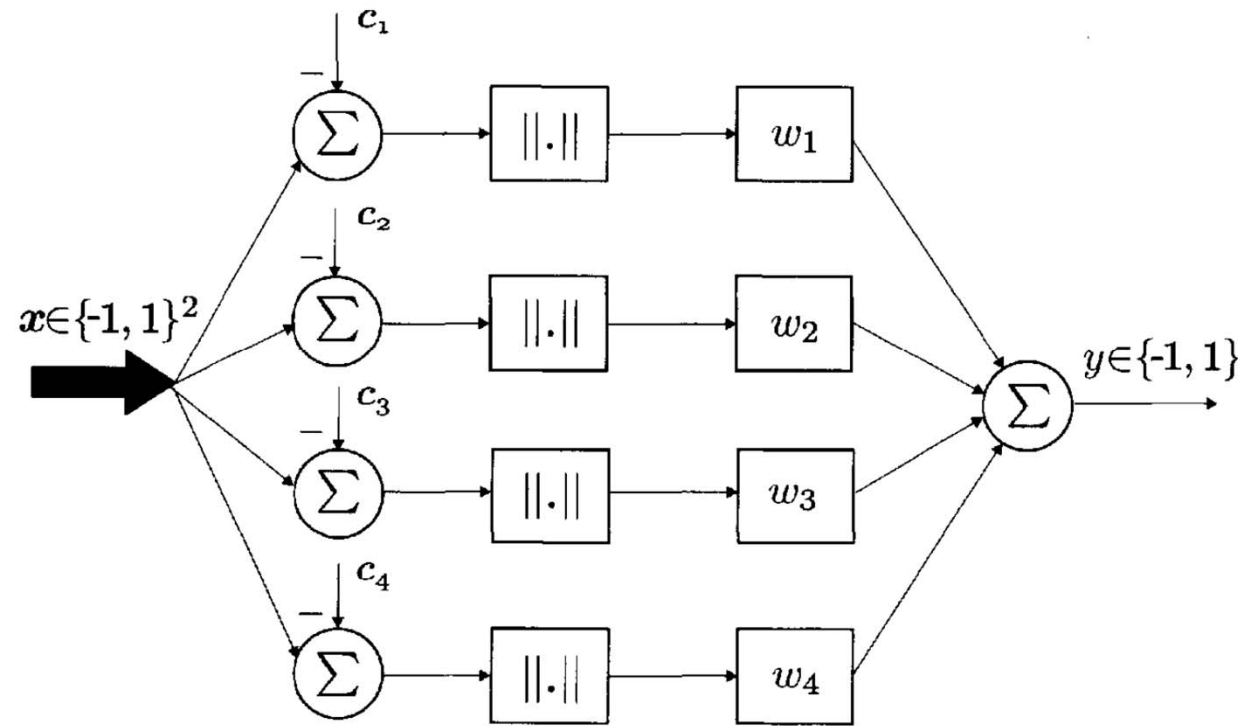 c₁
−
Σ
||.||
w₁
c₂
−
Σ
||.||
w₂
x∈{-1, 1}²
c₃
−
Σ
||.||
w₃
Σ
y∈{-1, 1}
c₄
−
Σ
||.||
w₄